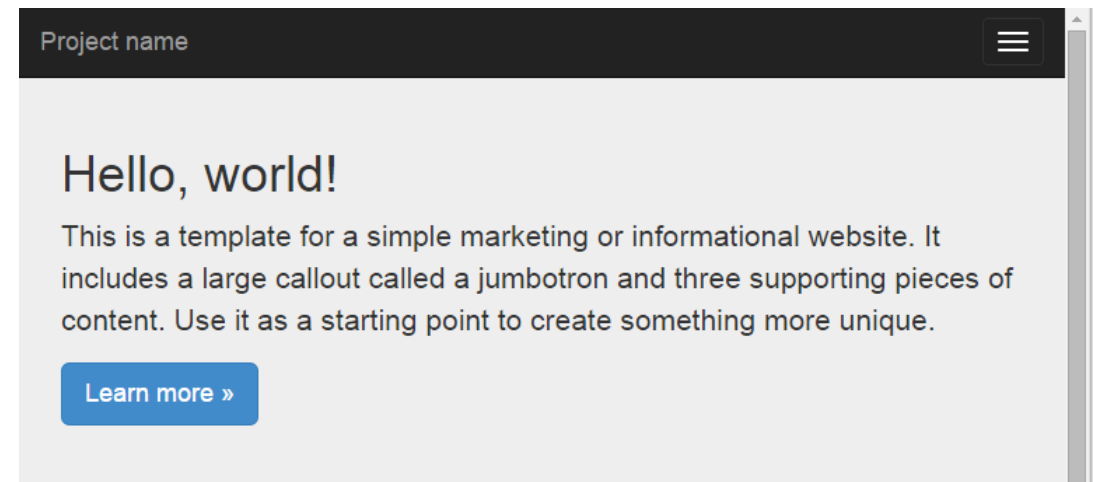 Project name
Hello, world!
This is a template for a simple marketing or informational website. It
includes a large callout called a jumbotron and three supporting pieces of
content. Use it as a starting point to create something more unique.
Learn more »